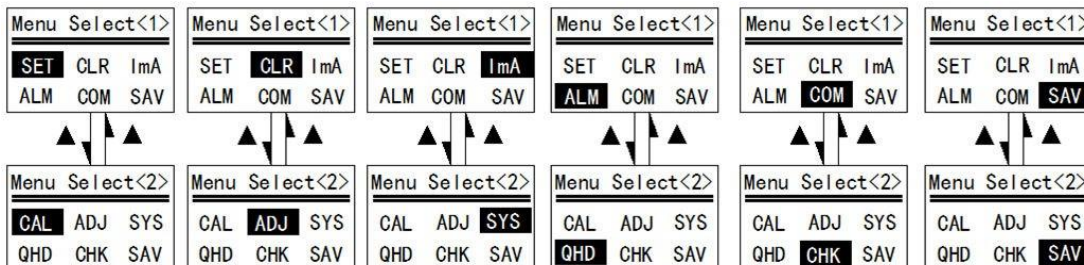 Menu Select<1> Menu Select<1> Menu Select<1> Menu Select<1> Menu Select<1> Menu Select<1>
SET CLR ImA SET CLR ImA SET CLR ImA SET CLR ImA SET CLR ImA SET CLR ImA
ALM COM SAV ALM COM SAV ALM COM SAV ALM COM SAV ALM COM SAV ALM COM SAV
Menu Select<2> Menu Select<2> Menu Select<2> Menu Select<2> Menu Select<2> Menu Select<2>
CAL ADJ SYS CAL ADJ SYS CAL ADJ SYS CAL ADJ SYS CAL ADJ SYS CAL ADJ SYS
QHD CHK SAV QHD CHK SAV QHD CHK SAV QHD CHK SAV QHD CHK SAV QHD CHK SAV